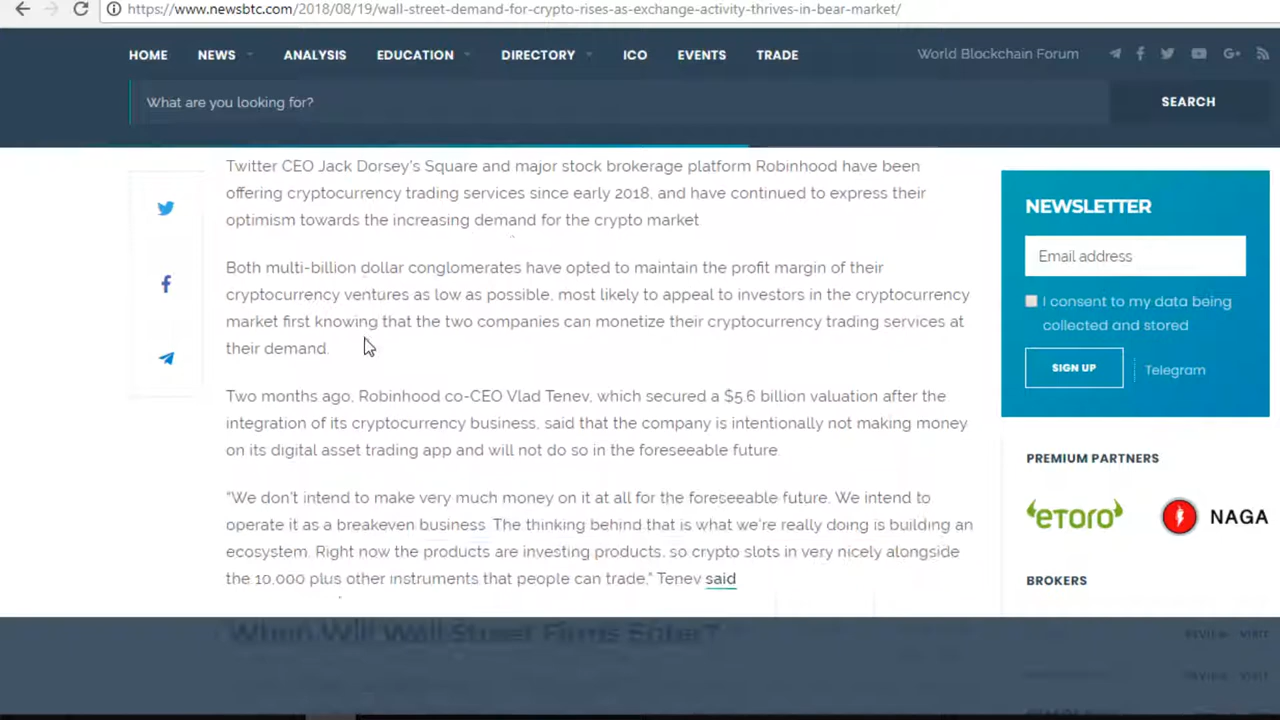 https://www.newsbtc.com/2018/08/19/wall-street-demand-for-crypto-rises-as-exchange-activity-thrives-in-bear-market/
HOME NEWS ANALYSIS EDUCATION DIRECTORY ICO EVENTS TRADE World Blockchain Forum
What are you looking for? SEARCH
Twitter CEO Jack Dorsey's Square and major stock brokerage platform Robinhood have been
offering cryptocurrency trading services since early 2018, and have continued to express their
optimism towards the increasing demand for the crypto market
Both multi-billion dollar conglomerates have opted to maintain the profit margin of their
cryptocurrency ventures as low as possible, most likely to appeal to investors in the cryptocurrency
market first knowing that the two companies can monetize their cryptocurrency trading services at
their demand.
Two months ago, Robinhood co-CEO Vlad Tenev, which secured a $5.6 billion valuation after the
integration of its cryptocurrency business, said that the company is intentionally not making money
on its digital asset trading app and will not do so in the foreseeable future.
“We don't intend to make very much money on it at all for the foreseeable future. We intend to
operate it as a breakeven business. The thinking behind that is what we're really doing is building an
ecosystem. Right now the products are investing products, so crypto slots in very nicely alongside
the 10,000 plus other instruments that people can trade,” Tenev said
When Will Wall Street Firms Enter?
NEWSLETTER
Email address
I consent to my data being
collected and stored
SIGN UP Telegram
PREMIUM PARTNERS
eToro NAGA
BROKERS
REVIEW VISIT
REVIEW VISIT